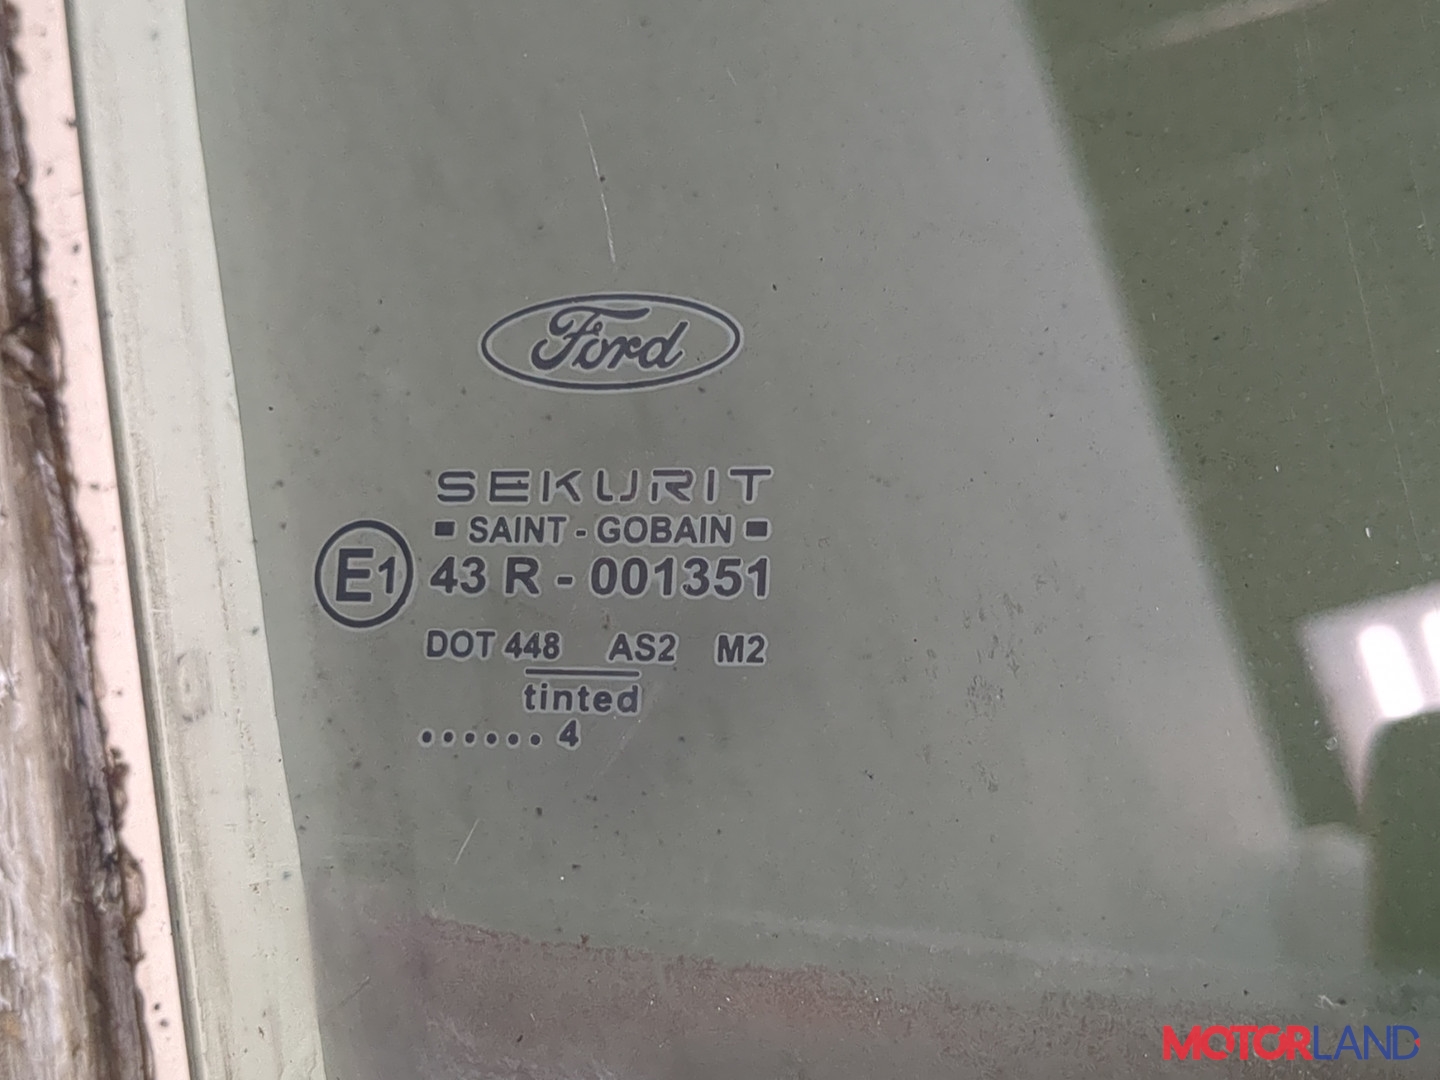 Ford
SEKURIT
SAINT - GOBAIN
E1 43 R - 001351
DOT 448 AS2 M2
tinted
...... 4
MOTORLAND